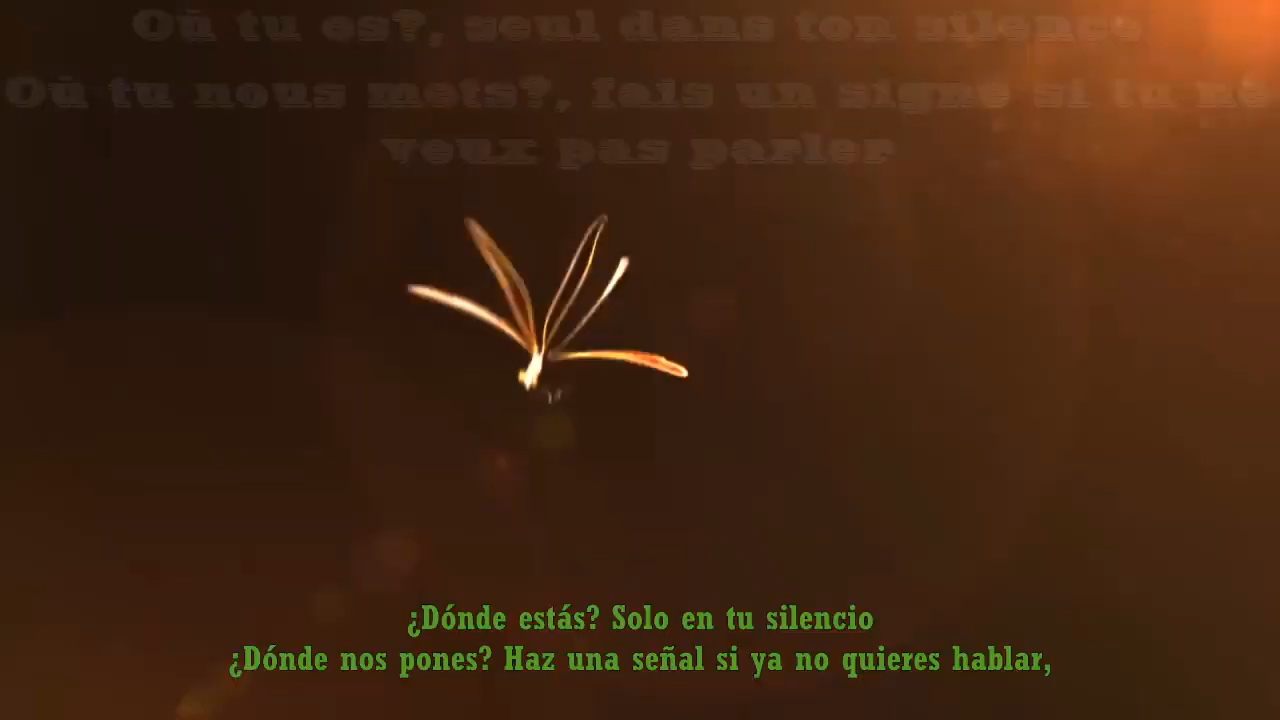 Où tu es?, seul dans ton silence
Où tu nous mets?, fais un signe si tu ne
veux pas parler
¿Dónde estás? Solo en tu silencio
¿Dónde nos pones? Haz una señal si ya no quieres hablar,